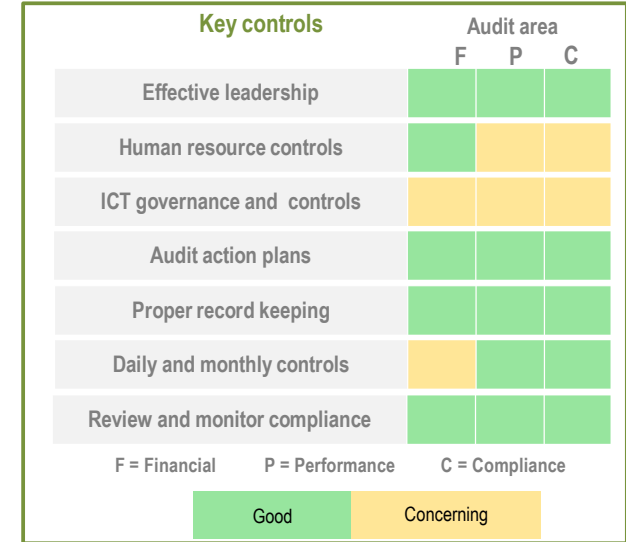 Key controls
Audit area
F P C
Effective leadership
Human resource controls
ICT governance and controls
Audit action plans
Proper record keeping
Daily and monthly controls
Review and monitor compliance
F = Financial P = Performance C = Compliance
Good Concerning